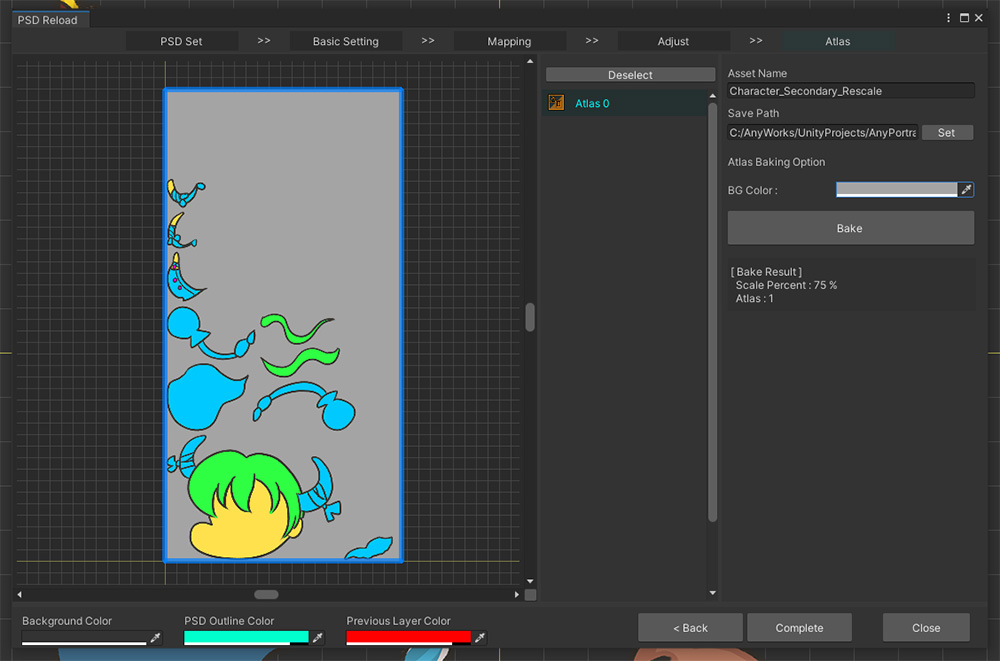 PSD Reload
PSD Set >> Basic Setting >> Mapping >> Adjust >> Atlas
Deselect
Atlas 0
Asset Name
Character_Secondary_Rescale
Save Path
C:/AnyWorks/UnityProjects/AnyPortra Set
Atlas Baking Option
BG Color :
Bake
[ Bake Result ]
Scale Percent : 75 %
Atlas : 1
Background Color PSD Outline Color Previous Layer Color
< Back Complete Close